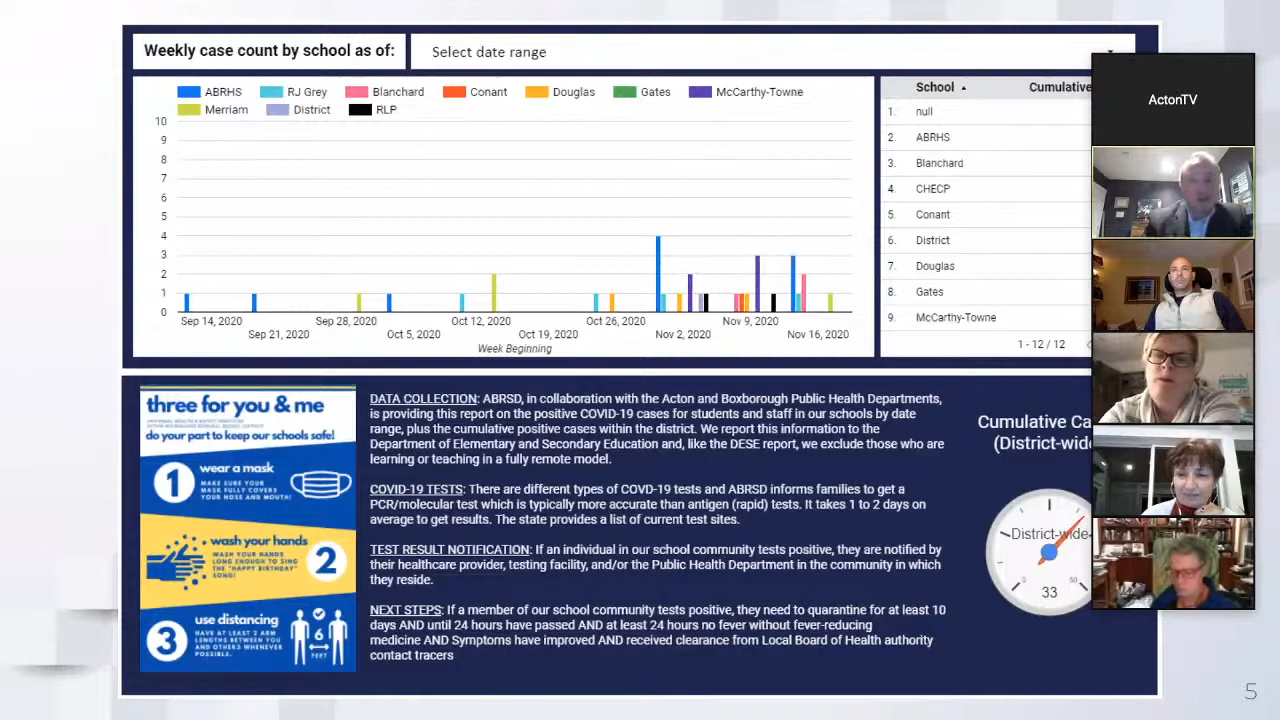 Weekly case count by school as of:
Select date range
ABRHS RJ Grey Blanchard Conant Douglas Gates McCarthy-Towne
Merriam District RLP
10
9
8
7
6
5
4
3
2
1
0
Sep 14, 2020 Sep 28, 2020 Oct 12, 2020 Oct 26, 2020 Nov 9, 2020
Sep 21, 2020 Oct 5, 2020 Oct 19, 2020 Nov 2, 2020 Nov 16, 2020
Week Beginning
School Cumulative
1. null
2. ABRHS
3. Blanchard
4. CHECP
5. Conant
6. District
7. Douglas
8. Gates
9. McCarthy-Towne
1 - 12 / 12
ActonTV
three for you & me
do your part to keep our schools safe!
1
wear a mask
MAKE SURE YOUR
MASK FULLY COVERS
YOUR NOSE AND MOUTH!
wash your hands
WASH YOUR HANDS
LONG ENOUGH TO SING
THE "HAPPY BIRTHDAY"
SONG!
2
3
use distancing
HAVE AT LEAST 2 ARM
LENGTHS BETWEEN YOU
AND OTHERS WHENEVER
POSSIBLE.
6
FEET
DATA COLLECTION: ABRSD, in collaboration with the Acton and Boxborough Public Health Departments,
is providing this report on the positive COVID-19 cases for students and staff in our schools by date
range, plus the cumulative positive cases within the district. We report this information to the
Department of Elementary and Secondary Education and, like the DESE report, we exclude those who are
learning or teaching in a fully remote model.
COVID-19 TESTS: There are different types of COVD-19 tests and ABRSD informs families to get a
PCR/molecular test which is typically more accurate than antigen (rapid) tests. It takes 1 to 2 days on
average to get results. The state provides a list of current test sites.
TEST RESULT NOTIFICATION: If an individual in our school community tests positive, they are notified by
their healthcare provider, testing facility, and/or the Public Health Department in the community in which
they reside.
NEXT STEPS: If a member of our school community tests positive, they need to quarantine for at least 10
days AND until 24 hours have passed AND at least 24 hours no fever without fever-reducing
medicine AND Symptoms have improved AND received clearance from Local Board of Health authority
contact tracers
Cumulative Ca
(District-wide
District-wide
0 50
33
5